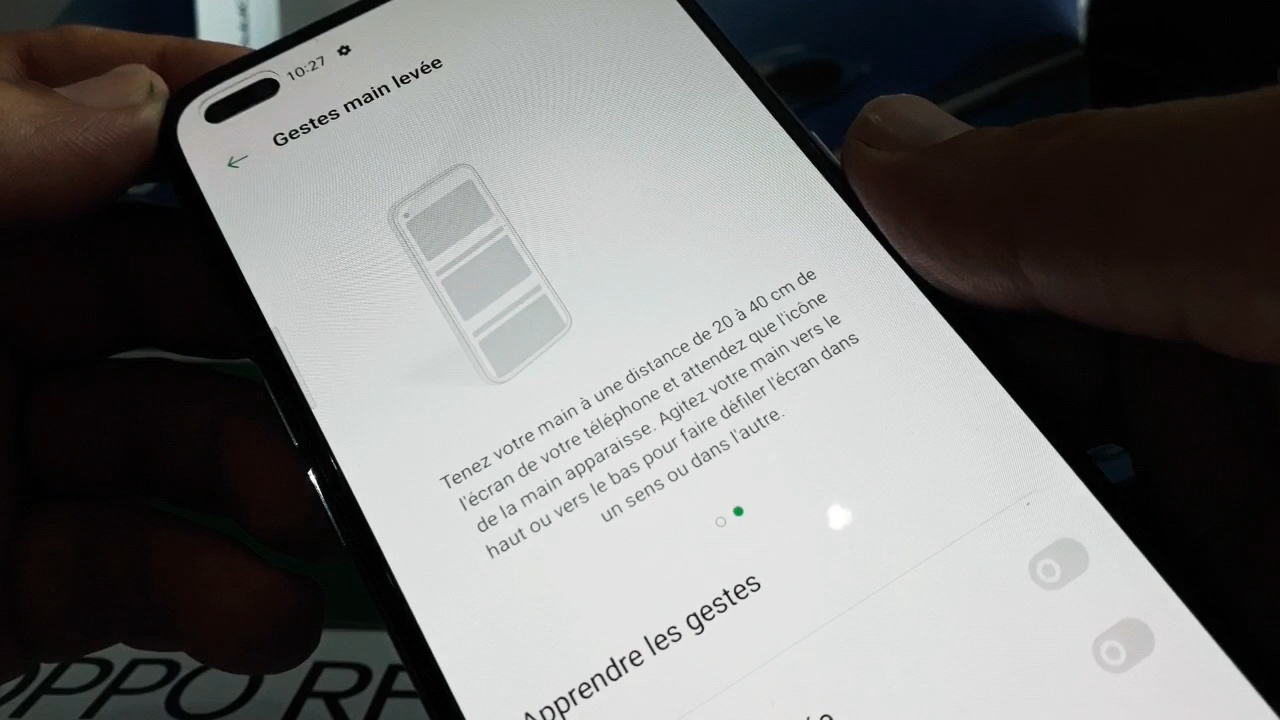 10:27
Gestes main levée
Tenez votre main à une distance de 20 à 40 cm de
l'écran de votre téléphone et attendez que l'icône
de la main apparaisse. Agitez votre main vers le
haut ou vers le bas pour faire défiler l'écran dans
un sens ou dans l'autre.
Apprendre les gestes
OPPO RE